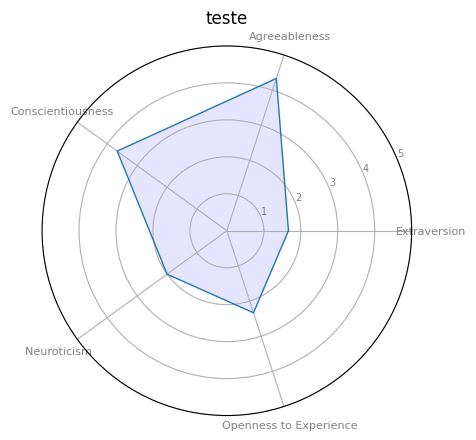 teste
Agreeableness
Conscientiousness
5
4
3
2
1
Extraversion
Neuroticism
Openness to Experience